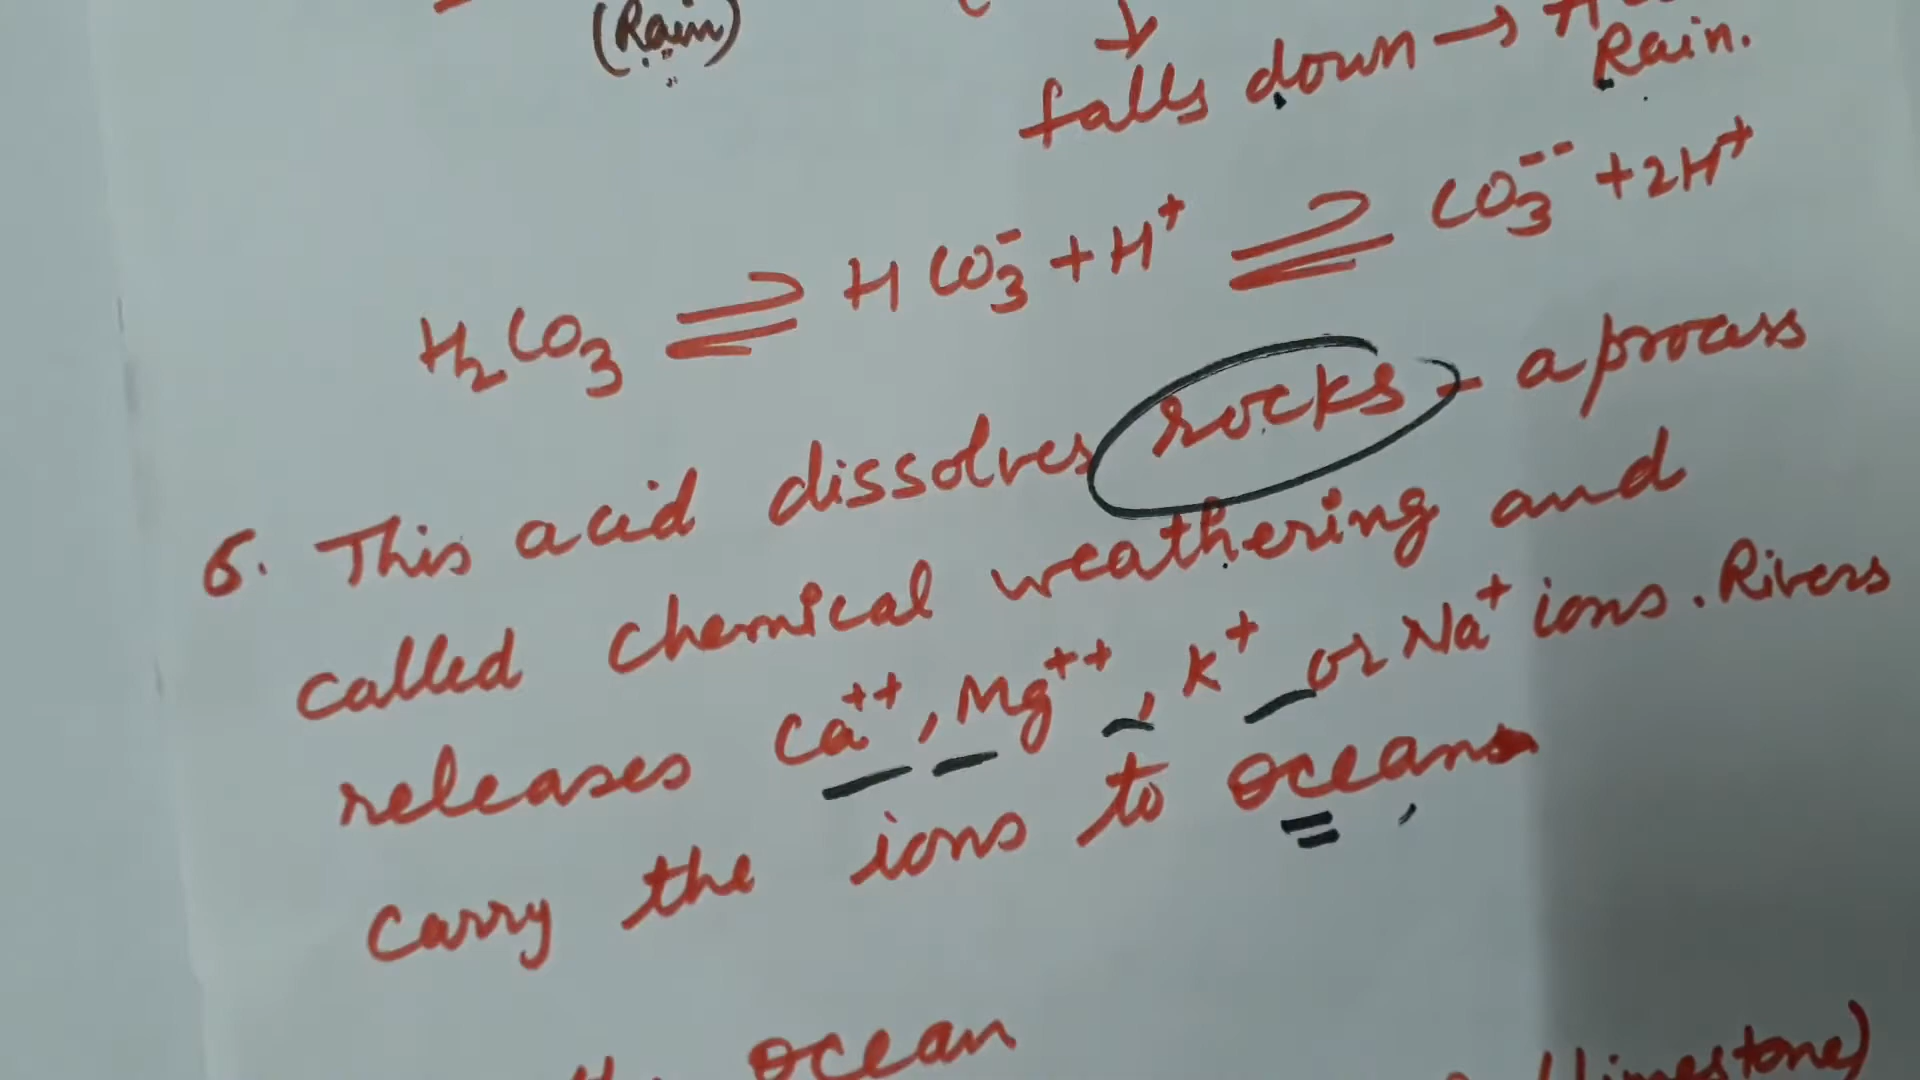 (Rain)
falls down →
Rain.
H₂CO₃ ⇌ HCO₃⁻ + H⁺ ⇌ CO₃⁻⁻ + 2H⁺
6. This acid dissolves rocks - a process
called chemical weathering and
releases Ca⁺⁺, Mg⁺⁺, K⁺ or Na⁺ ions. Rivers
carry the ions to oceans
ocean
(limestone)